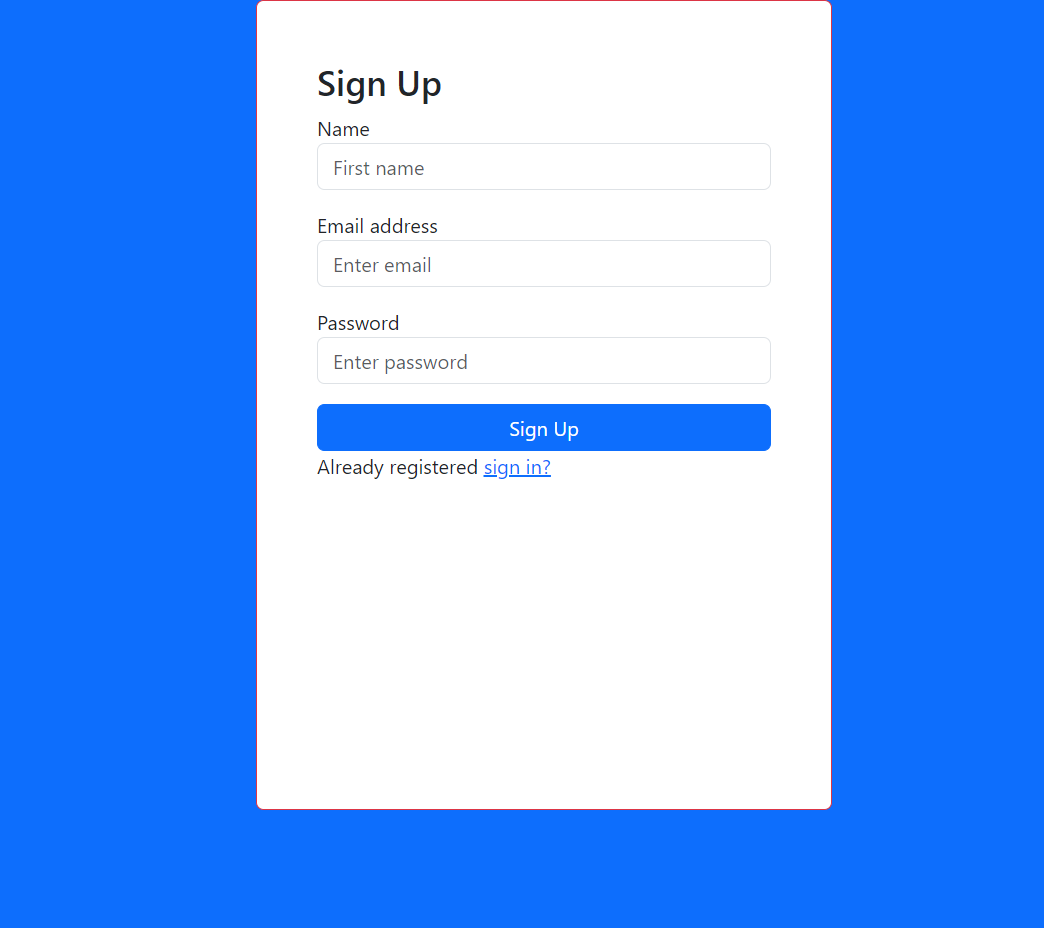 Sign Up
Name
First name
Email address
Enter email
Password
Enter password
Sign Up
Already registered sign in?